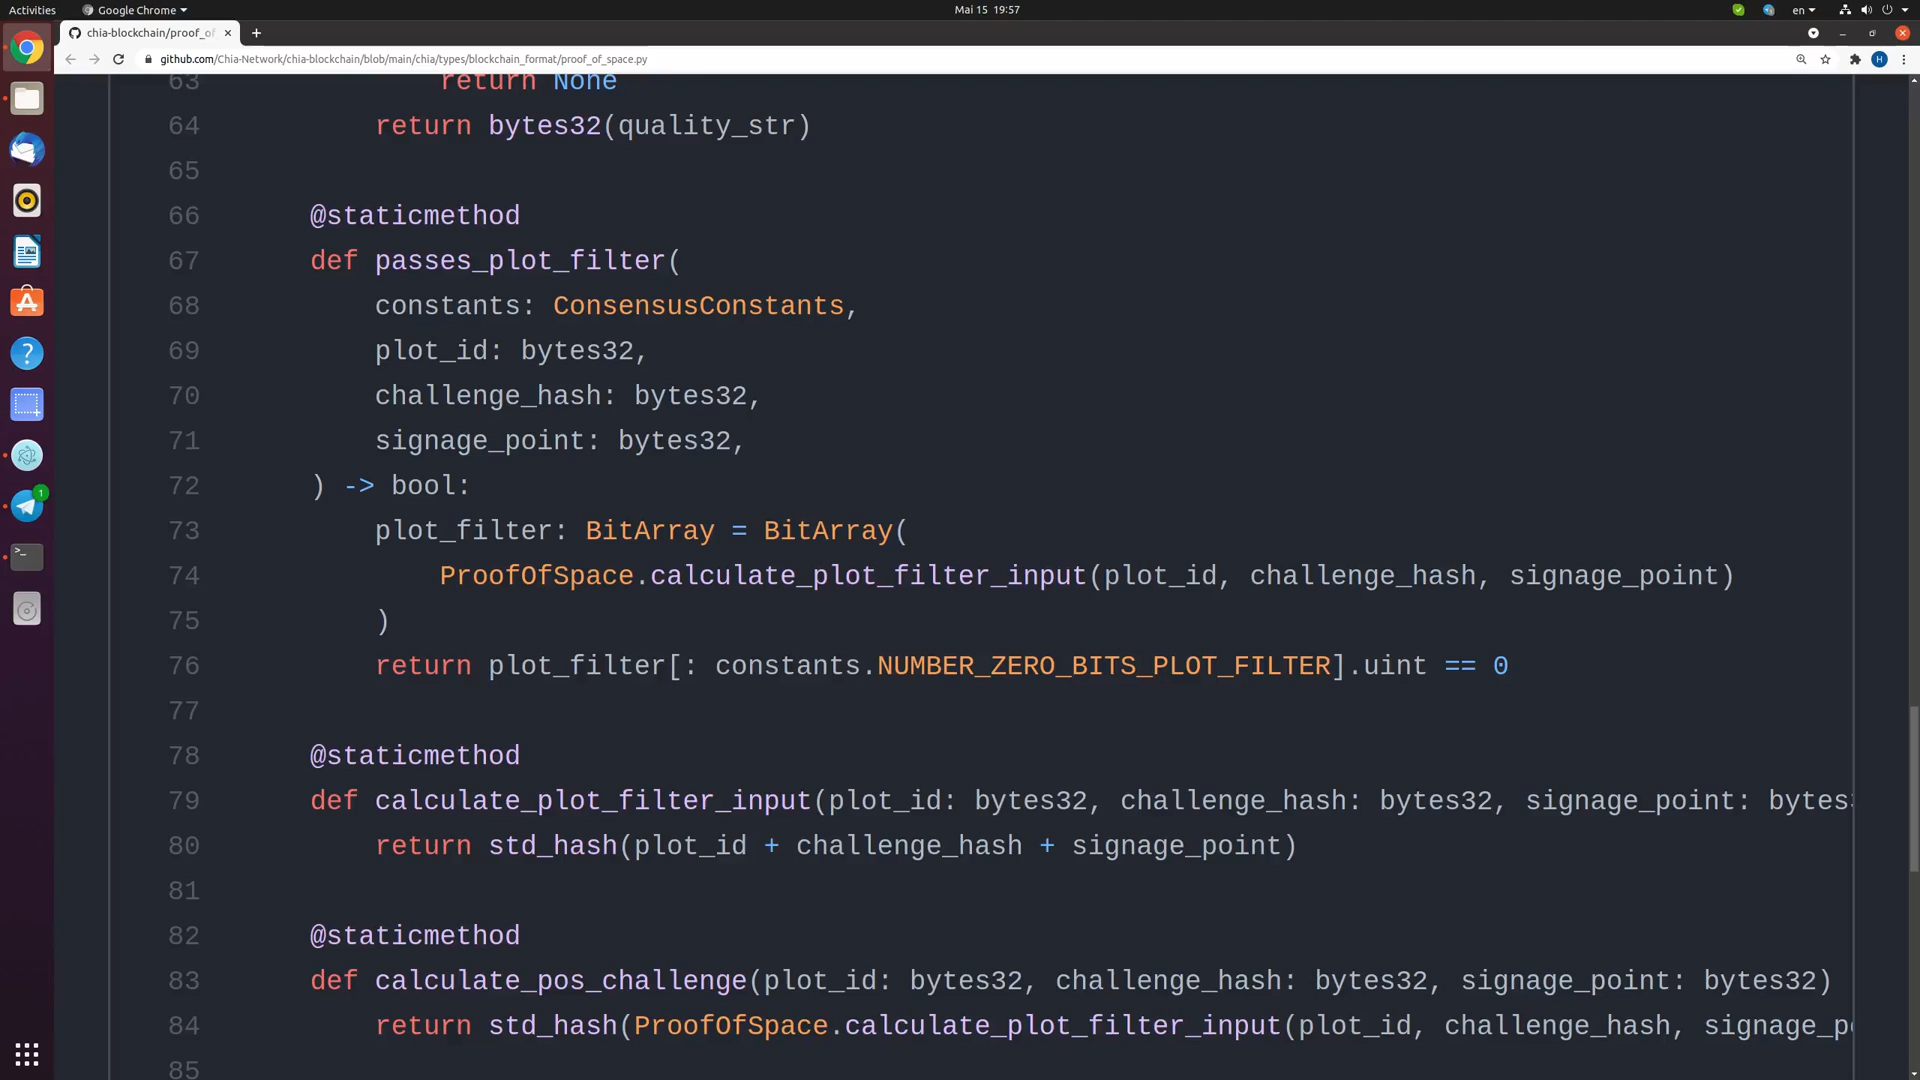 Activities
Google Chrome
Mai 15 19:57
en
chia-blockchain/proof_o
github.com/Chia-Network/chia-blockchain/blob/main/chia/types/blockchain_format/proof_of_space.py
H
1
63 return None
64 return bytes32(quality_str)
65
66 @staticmethod
67 def passes_plot_filter(
68 constants: ConsensusConstants,
69 plot_id: bytes32,
70 challenge_hash: bytes32,
71 signage_point: bytes32,
72 ) -> bool:
73 plot_filter: BitArray = BitArray(
74 ProofOfSpace.calculate_plot_filter_input(plot_id, challenge_hash, signage_point)
75 )
76 return plot_filter[: constants.NUMBER_ZERO_BITS_PLOT_FILTER].uint == 0
77
78 @staticmethod
79 def calculate_plot_filter_input(plot_id: bytes32, challenge_hash: bytes32, signage_point: bytes
80 return std_hash(plot_id + challenge_hash + signage_point)
81
82 @staticmethod
83 def calculate_pos_challenge(plot_id: bytes32, challenge_hash: bytes32, signage_point: bytes32)
84 return std_hash(ProofOfSpace.calculate_plot_filter_input(plot_id, challenge_hash, signage_p
85